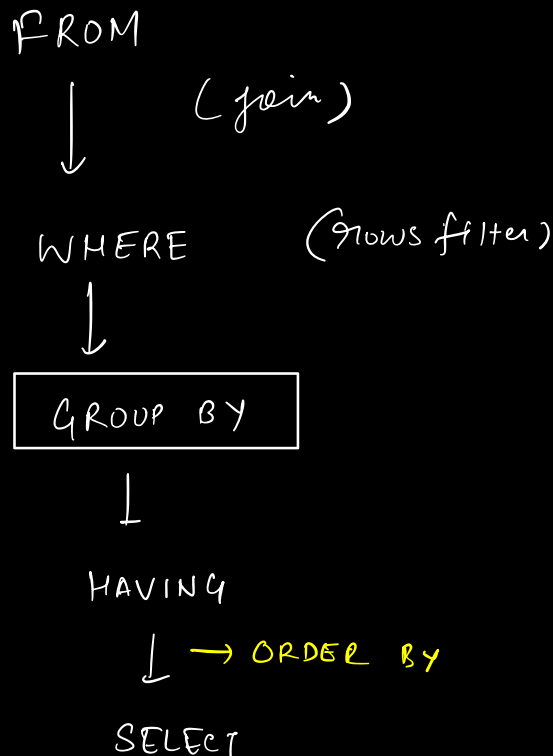 FROM
(join)
WHERE (rows filter)
GROUP BY
HAVING
→ ORDER BY
SELECT